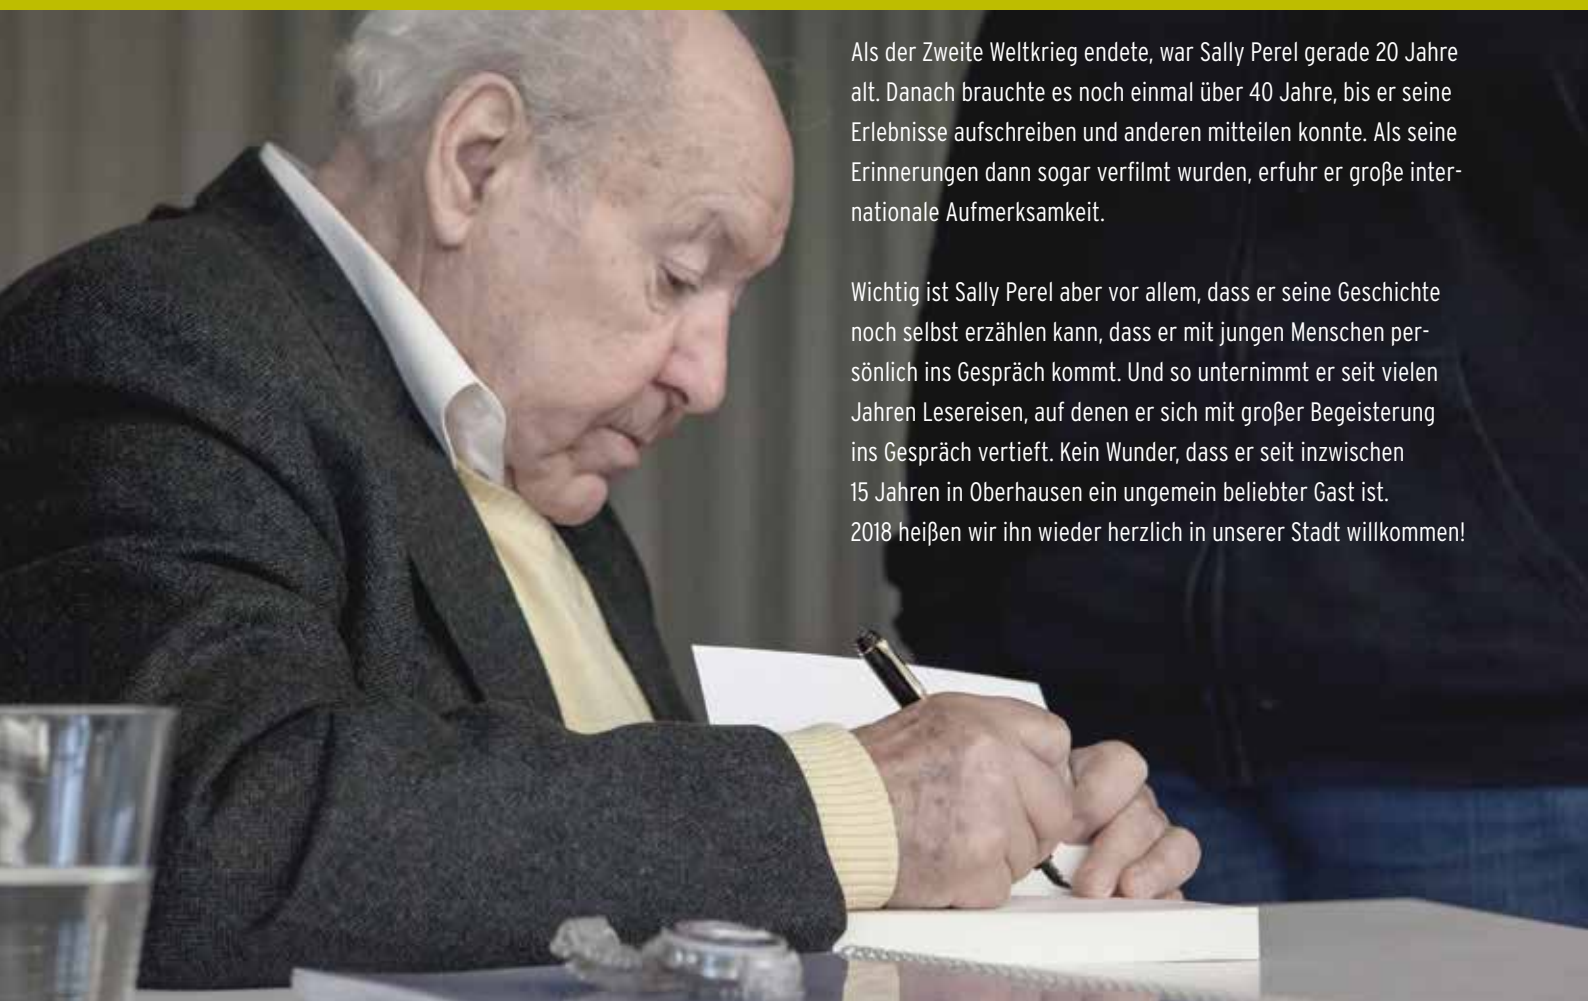 Als der Zweite Weltkrieg endete, war Sally Perel gerade 20 Jahre
alt. Danach brauchte es noch einmal über 40 Jahre, bis er seine
Erlebnisse aufschreiben und anderen mitteilen konnte. Als seine
Erinnerungen dann sogar verfilmt wurden, erfuhr er große inter-
nationale Aufmerksamkeit.
Wichtig ist Sally Perel aber vor allem, dass er seine Geschichte
noch selbst erzählen kann, dass er mit jungen Menschen per-
sönlich ins Gespräch kommt. Und so unternimmt er seit vielen
Jahren Lesereisen, auf denen er sich mit großer Begeisterung
ins Gespräch vertieft. Kein Wunder, dass er seit inzwischen
15 Jahren in Oberhausen ein ungemein beliebter Gast ist.
2018 heißen wir ihn wieder herzlich in unserer Stadt willkommen!